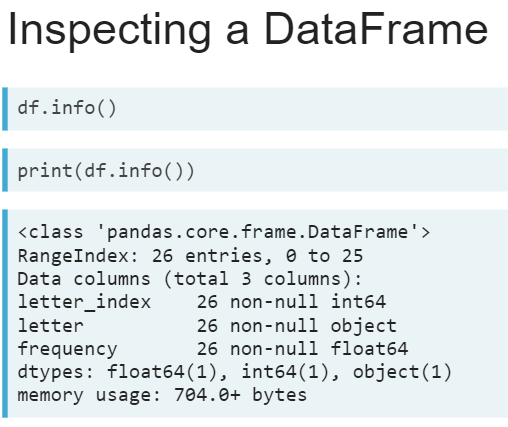 Inspecting a DataFrame
df.info()
print(df.info())
<class 'pandas.core.frame.DataFrame'>
RangeIndex: 26 entries, 0 to 25
Data columns (total 3 columns):
letter_index    26 non-null int64
letter          26 non-null object
frequency       26 non-null float64
dtypes: float64(1), int64(1), object(1)
memory usage: 704.0+ bytes